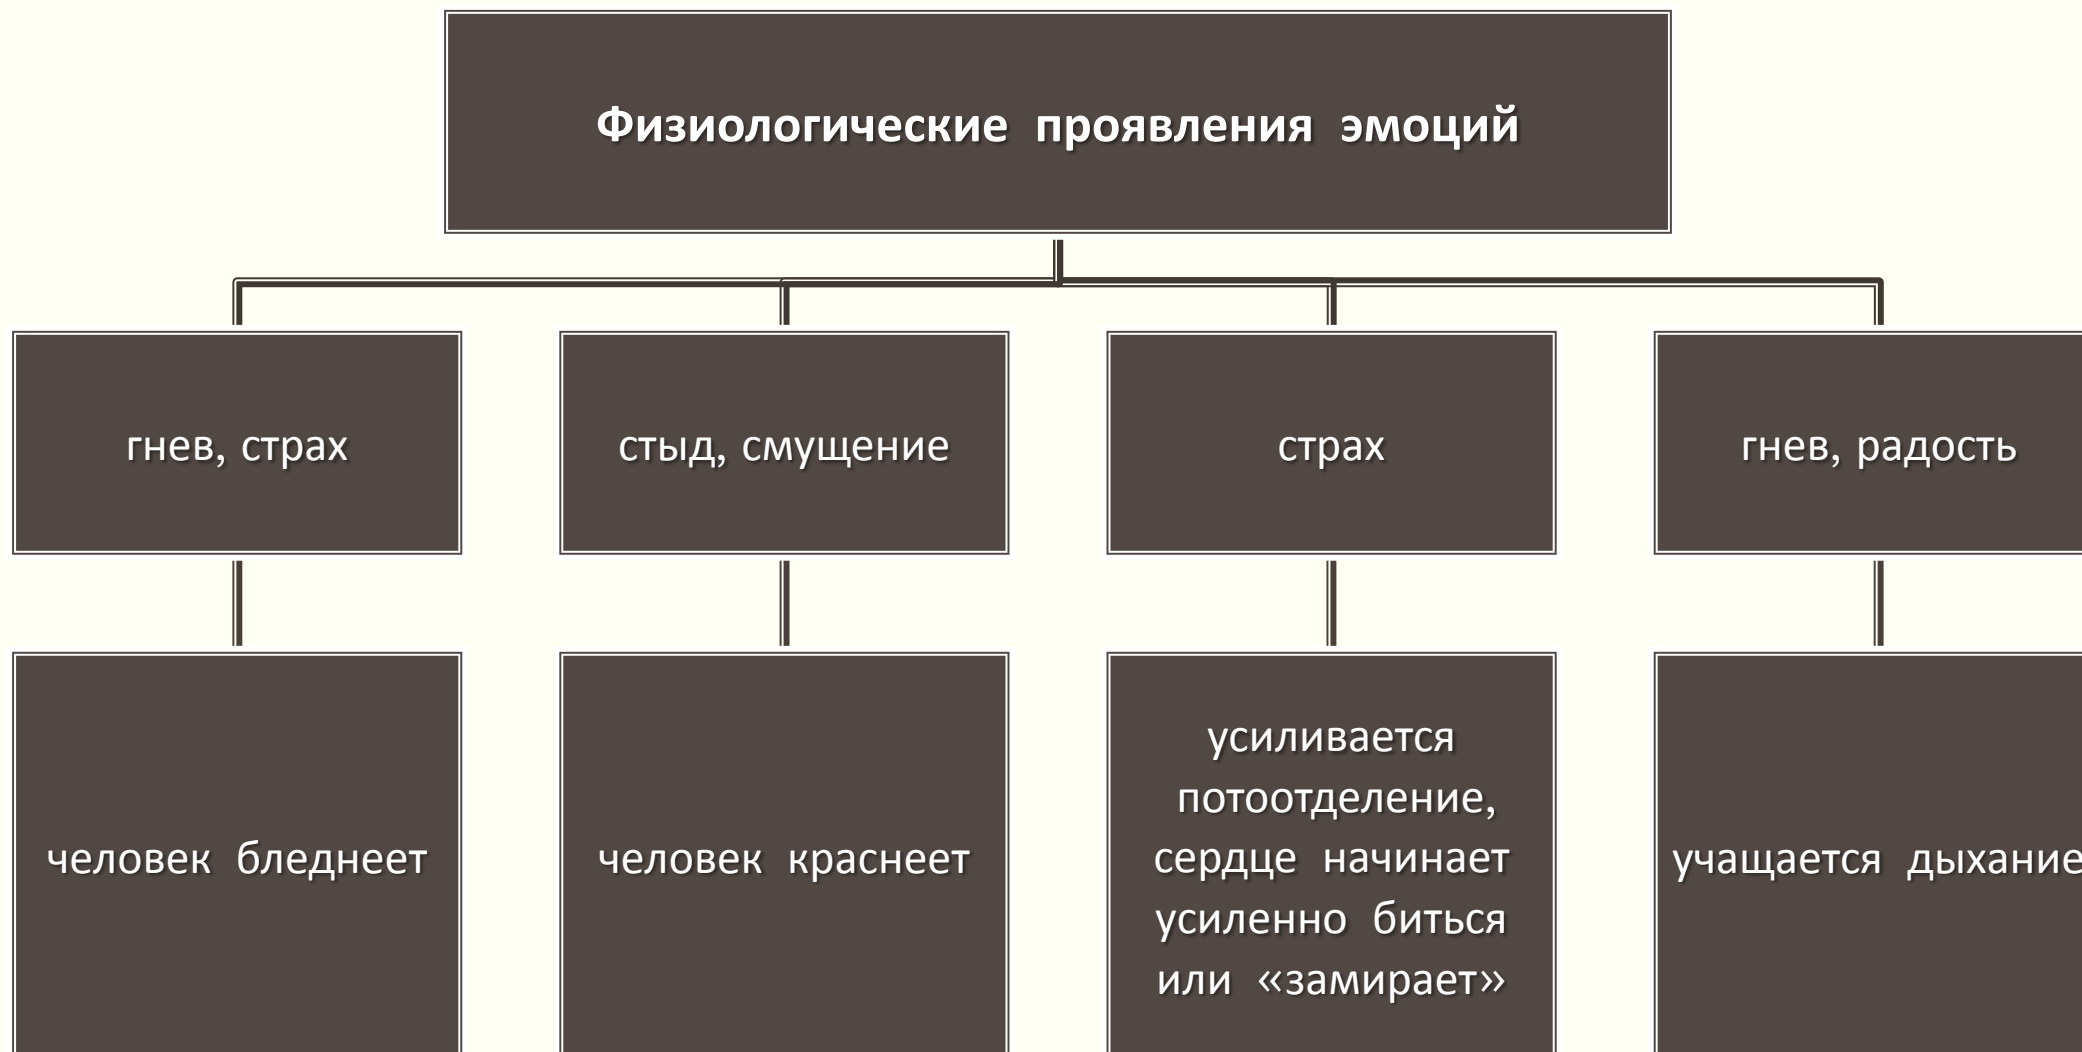 Физиологические проявления эмоций
гнев, страх
стыд, смущение
страх
гнев, радость
человек бледнеет
человек краснеет
усиливается
потоотделение,
сердце начинает
усиленно биться
или «замирает»
учащается дыхание